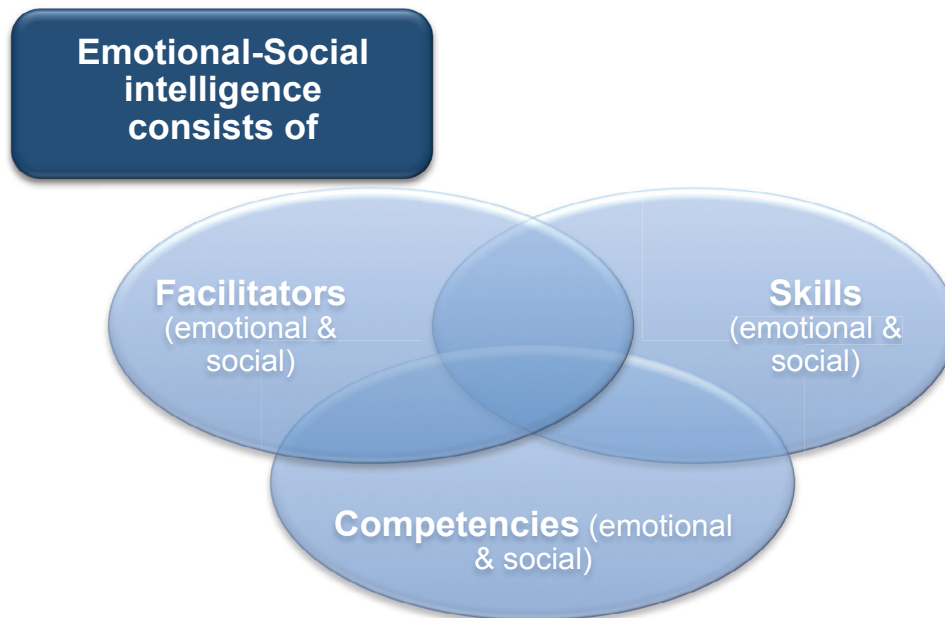 Emotional-Social
intelligence
consists of
Facilitators
(emotional &
social)
Skills
(emotional &
social)
Competencies (emotional
& social)